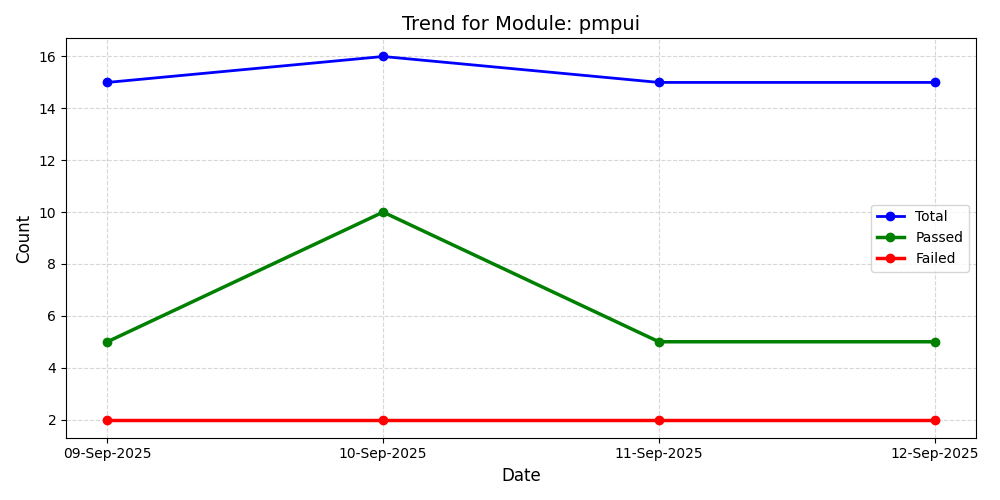 Trend for Module: pmpui
16
14
12
10
8
6
4
2
Count
Total
Passed
Failed
09-Sep-2025 10-Sep-2025 11-Sep-2025 12-Sep-2025
Date